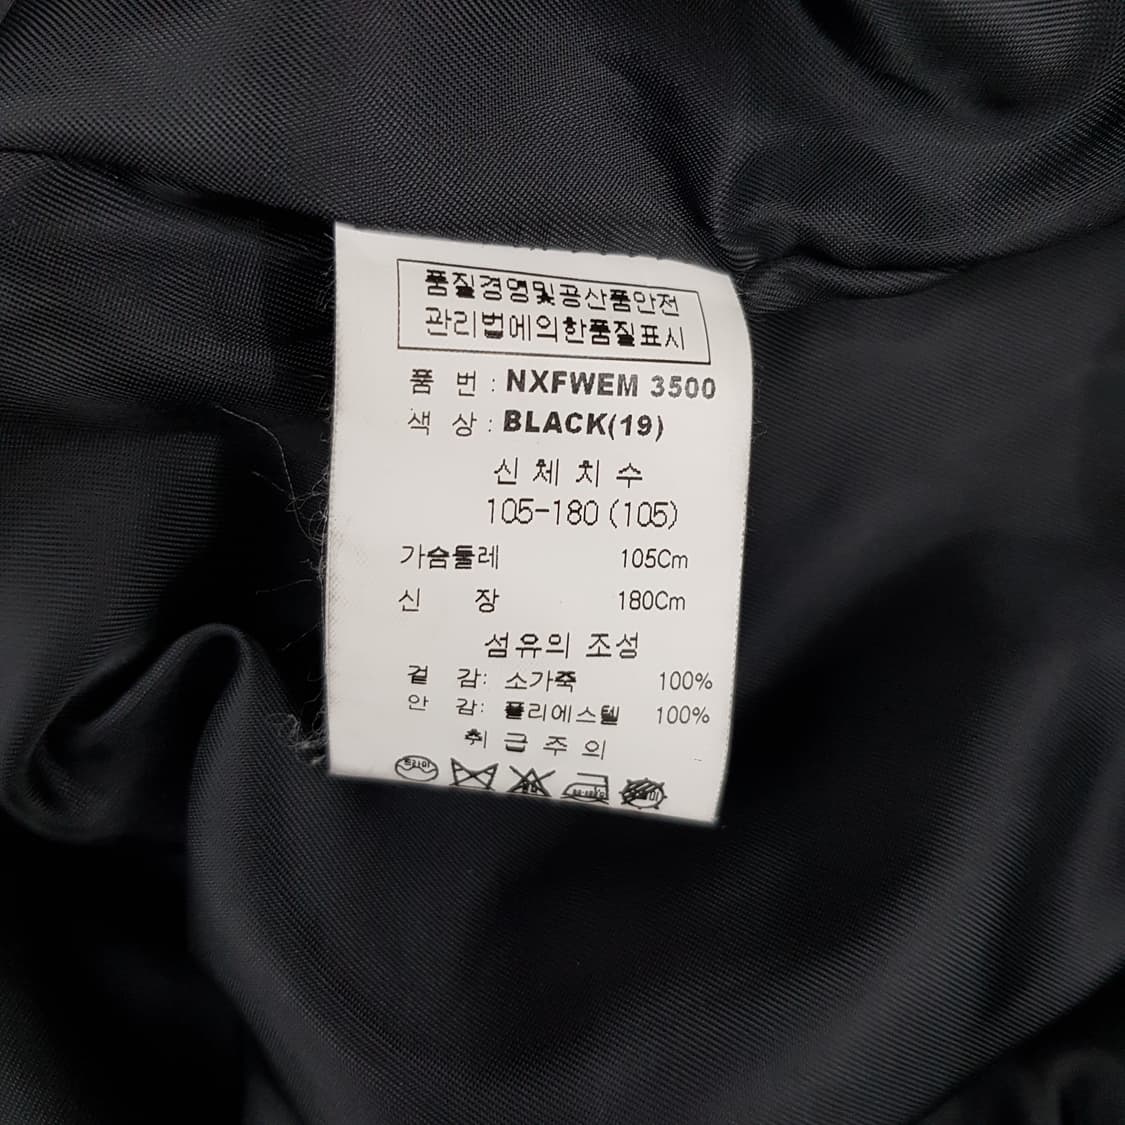 품질경영및공산품안전
관리법에의한품질표시
품 번 : NXFWEM 3500
색 상 : BLACK(19)
신 체 치 수
105-180 (105)
가슴둘레 105Cm
신 장 180Cm
섬유의 조성
겉 감: 소가죽 100%
안 감: 폴리에스텔 100%
취 급 주 의
드라이